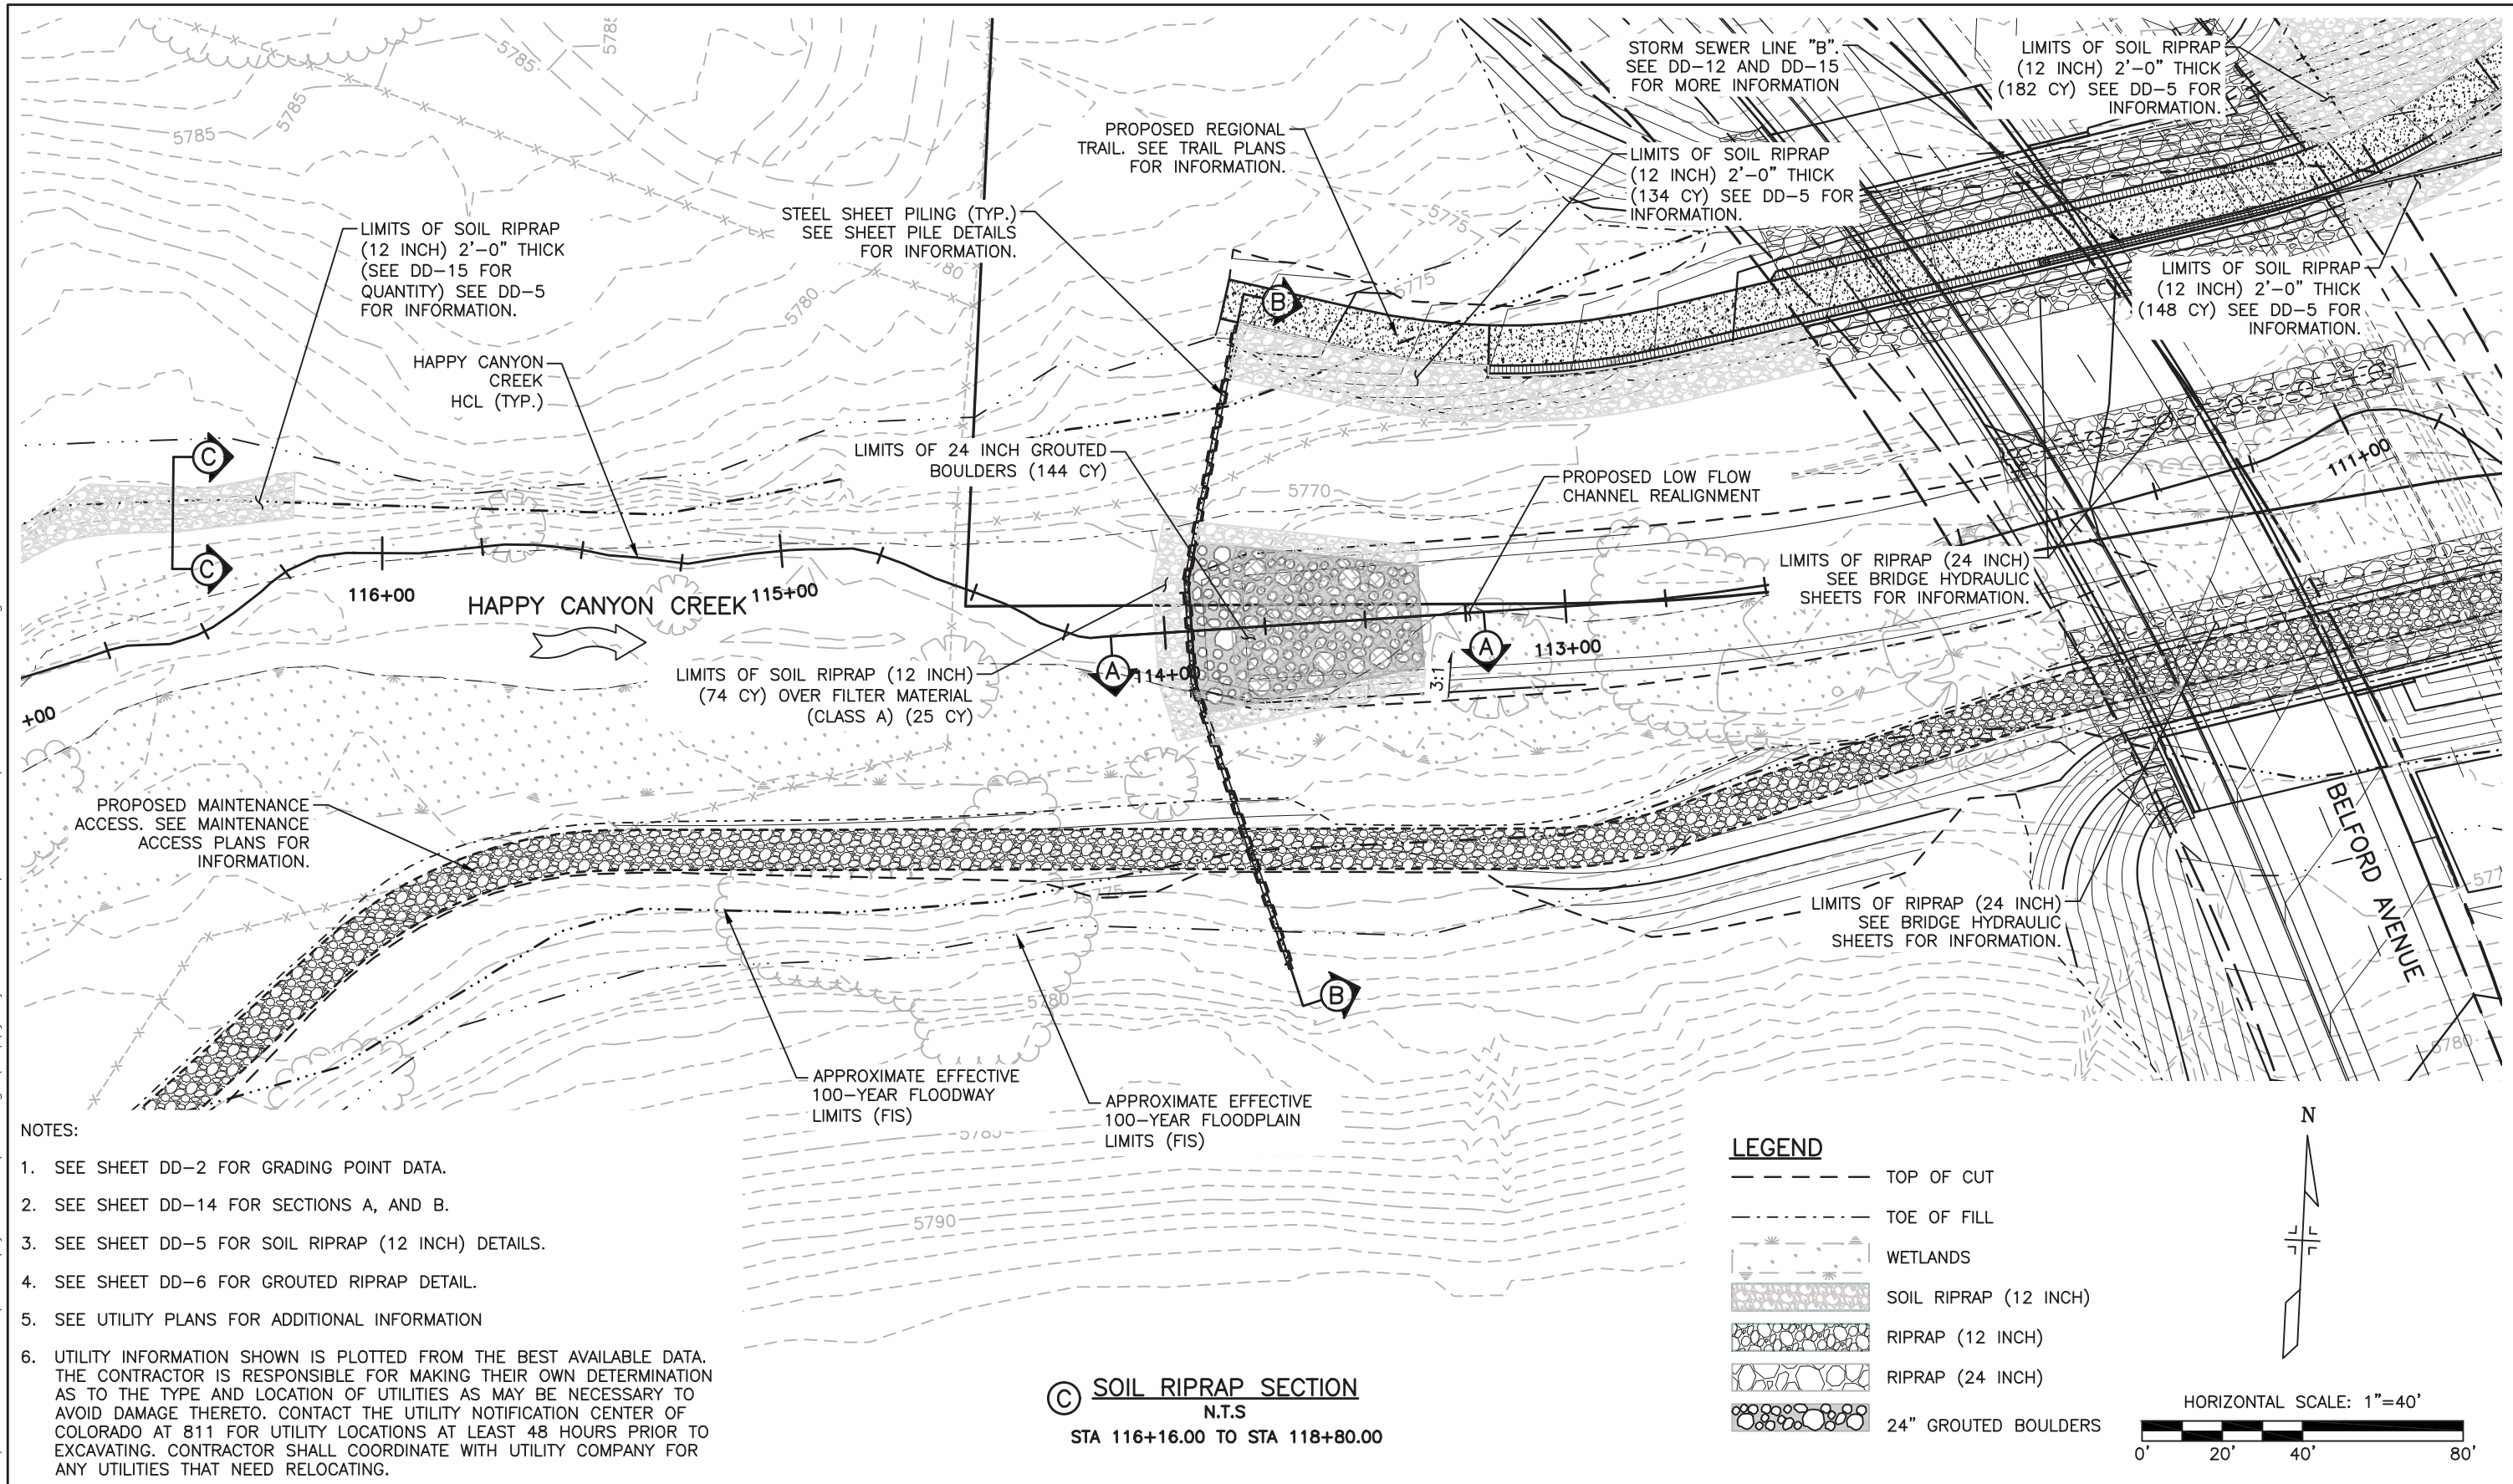 5785
5785
5785
5785
STORM SEWER LINE "B".
SEE DD-12 AND DD-15
FOR MORE INFORMATION
LIMITS OF SOIL RIPRAP
(12 INCH) 2'-0" THICK
(182 CY) SEE DD-5 FOR
INFORMATION.
PROPOSED REGIONAL
TRAIL. SEE TRAIL PLANS
FOR INFORMATION.
LIMITS OF SOIL RIPRAP
(12 INCH) 2'-0" THICK
(134 CY) SEE DD-5 FOR
INFORMATION.
STEEL SHEET PILING (TYP.)
SEE SHEET PILE DETAILS
FOR INFORMATION.
LIMITS OF SOIL RIPRAP
(12 INCH) 2'-0" THICK
(SEE DD-15 FOR
QUANTITY) SEE DD-5
FOR INFORMATION.
5775
5780
5780
5775
B
LIMITS OF SOIL RIPRAP
(12 INCH) 2'-0" THICK
(148 CY) SEE DD-5 FOR
INFORMATION.
HAPPY CANYON
CREEK
HCL (TYP.)
C
LIMITS OF 24 INCH GROUTED
BOULDERS (144 CY)
PROPOSED LOW FLOW
CHANNEL REALIGNMENT
5770
111+00
C
116+00
HAPPY CANYON CREEK
115+00
LIMITS OF RIPRAP (24 INCH)
SEE BRIDGE HYDRAULIC
SHEETS FOR INFORMATION.
LIMITS OF SOIL RIPRAP (12 INCH)
(74 CY) OVER FILTER MATERIAL
(CLASS A) (25 CY)
A
114+00
3:1
A
113+00
+00
PROPOSED MAINTENANCE
ACCESS. SEE MAINTENANCE
ACCESS PLANS FOR
INFORMATION.
BELFORD AVENUE
5775
577
LIMITS OF RIPRAP (24 INCH)
SEE BRIDGE HYDRAULIC
SHEETS FOR INFORMATION.
5780
B
5780
APPROXIMATE EFFECTIVE
100-YEAR FLOODWAY
LIMITS (FIS)
APPROXIMATE EFFECTIVE
100-YEAR FLOODPLAIN
LIMITS (FIS)
5785
5790
NOTES:
1. SEE SHEET DD-2 FOR GRADING POINT DATA.
2. SEE SHEET DD-14 FOR SECTIONS A, AND B.
3. SEE SHEET DD-5 FOR SOIL RIPRAP (12 INCH) DETAILS.
4. SEE SHEET DD-6 FOR GROUTED RIPRAP DETAIL.
5. SEE UTILITY PLANS FOR ADDITIONAL INFORMATION
6. UTILITY INFORMATION SHOWN IS PLOTTED FROM THE BEST AVAILABLE DATA.
THE CONTRACTOR IS RESPONSIBLE FOR MAKING THEIR OWN DETERMINATION
AS TO THE TYPE AND LOCATION OF UTILITIES AS MAY BE NECESSARY TO
AVOID DAMAGE THERETO. CONTACT THE UTILITY NOTIFICATION CENTER OF
COLORADO AT 811 FOR UTILITY LOCATIONS AT LEAST 48 HOURS PRIOR TO
EXCAVATING. CONTRACTOR SHALL COORDINATE WITH UTILITY COMPANY FOR
ANY UTILITIES THAT NEED RELOCATING.
C SOIL RIPRAP SECTION
N.T.S
STA 116+16.00 TO STA 118+80.00
LEGEND
TOP OF CUT
TOE OF FILL
WETLANDS
SOIL RIPRAP (12 INCH)
RIPRAP (12 INCH)
RIPRAP (24 INCH)
24" GROUTED BOULDERS
N
HORIZONTAL SCALE: 1"=40'
0' 20' 40' 80'